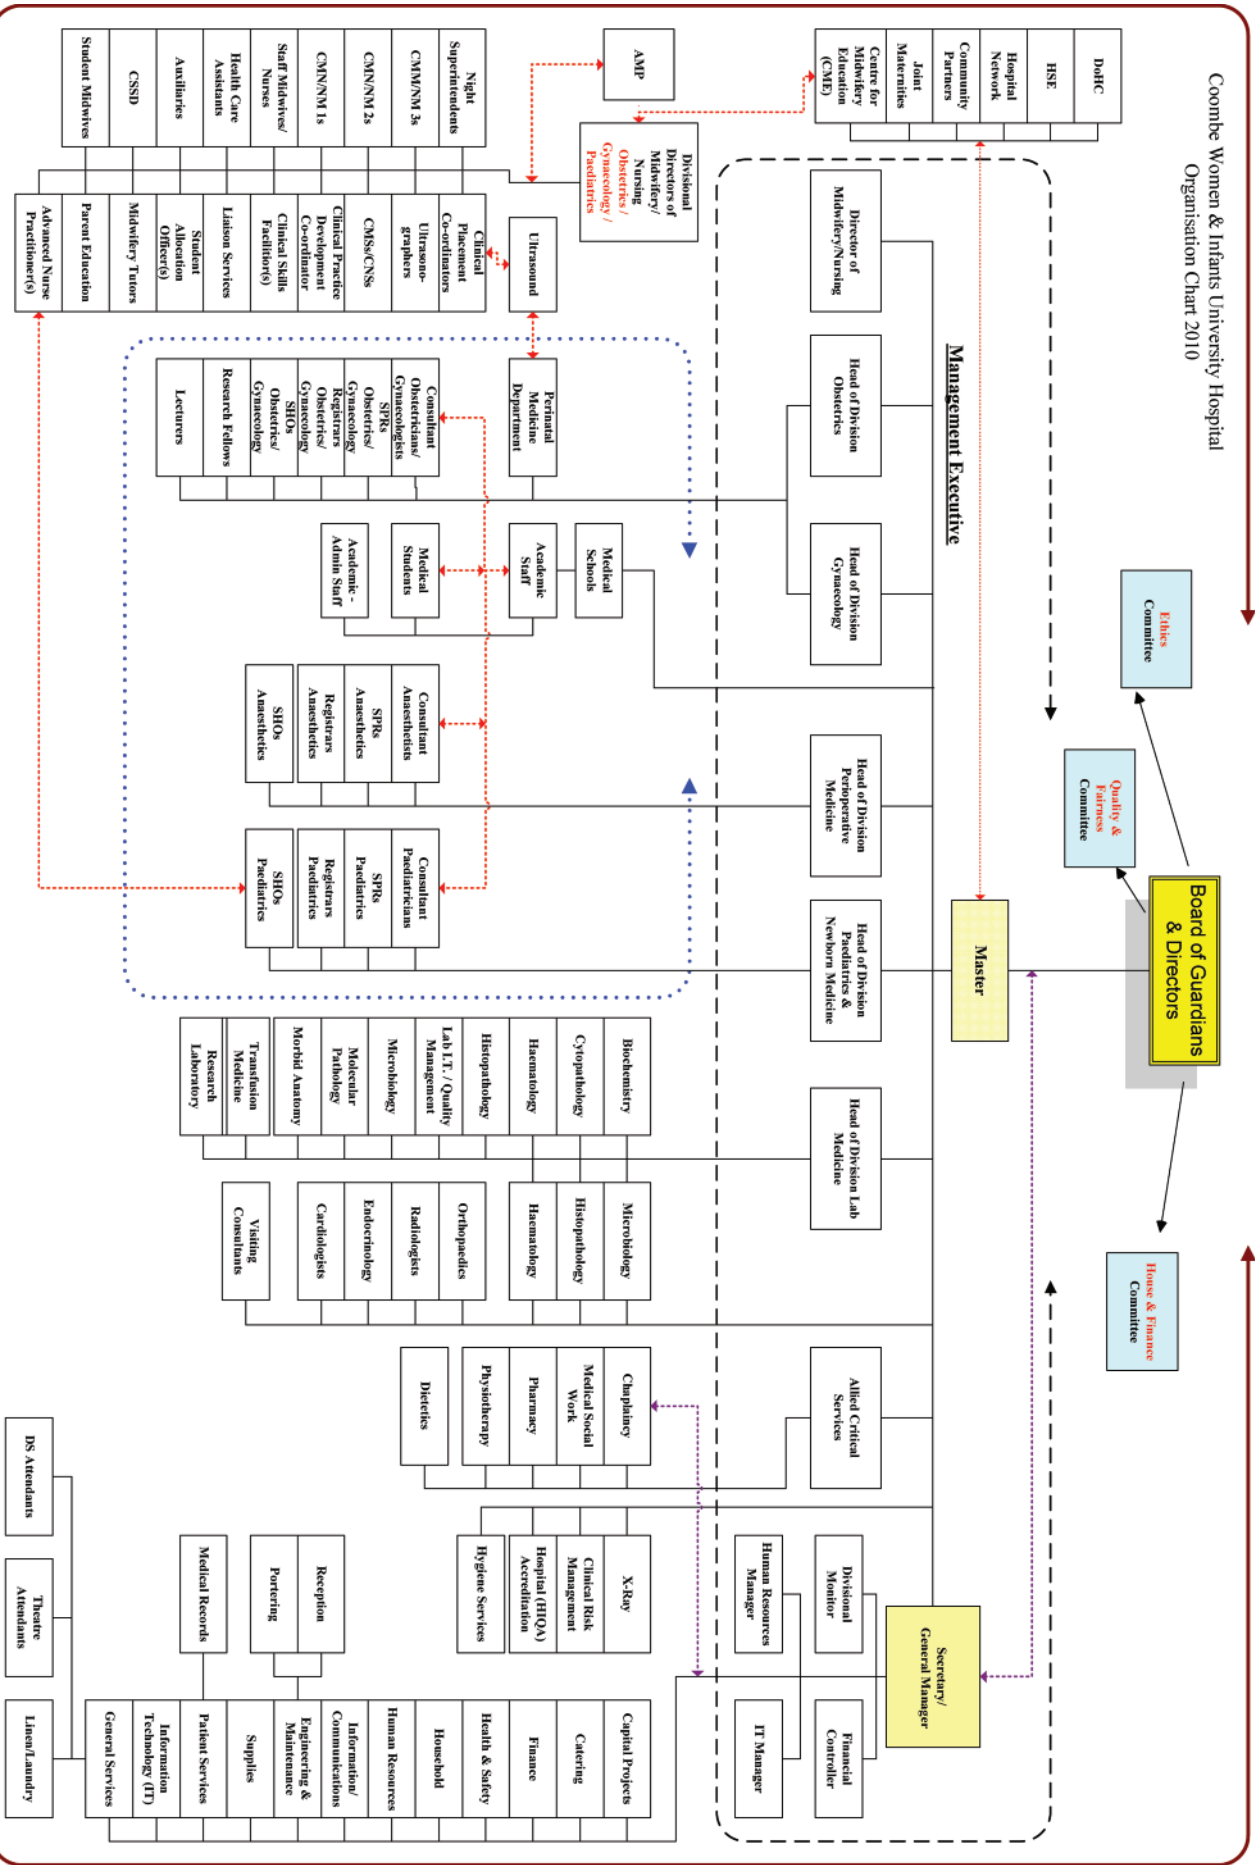 Coombe Women & Infants University Hospital
Organisation Chart 2010
Board of Guardians
& Directors
Ethics
Committee
Quality &
Fairness
Committee
House & Finance
Committee
Master
Secretary/
General Manager
Management Executive
DoHC
HSE
Hospital
Network
Community
Partners
Joint
Maternities
Centre for
Midwifery
Education
(CME)
Director of
Midwifery/Nursing
Head of Division
Obstetrics
Head of Division
Gynaecology
Head of Division
Perioperative
Medicine
Head of Division
Paediatrics &
Newborn Medicine
Head of Division Lab
Medicine
Allied Critical
Services
Divisional
Monitor
Financial
Controller
Human Resources
Manager
IT Manager
AMP
Divisional
Directors of
Midwifery/
Nursing
Obstetrics /
Gynaecology /
Paediatrics
Ultrasound
Night
Superintendents
CMM/NM 3s
CMN/NM 2s
CMN/NM 1s
Staff Midwives/
Nurses
Health Care
Assistants
Auxiliaries
CSSD
Student Midwives
Clinical
Placement
Co-ordinators
Ultrasono-
graphers
CMSs/CNSs
Clinical Practice
Development
Co-ordinator
Clinical Skills
Facilitior(s)
Liaison Services
Student
Allocation
Officer(s)
Midwifery Tutors
Parent Education
Advanced Nurse
Practitioner(s)
Perinatal
Medicine
Department
Consultant
Obstetricians/
Gynaecologists
SPRs
Obstetrics/
Gynaecology
Registrars
Obstetrics/
Gynaecology
SHOs
Obstetrics/
Gynaecology
Research Fellows
Lecturers
Medical
Schools
Academic
Staff
Medical
Students
Academic -
Admin Staff
Consultant
Anaesthetists
SPRs
Anaesthetics
Registrars
Anaesthetics
SHOs
Anaesthetics
Consultant
Paediatricians
SPRs
Paediatrics
Registrars
Paediatrics
SHOs
Paediatrics
Biochemistry
Cytopathology
Haematology
Histopathology
Lab I.T. / Quality
Management
Microbiology
Molecular
Pathology
Morbid Anatomy
Transfusion
Medicine
Research
Laboratory
Microbiology
Histopathology
Haematology
Orthopaedics
Radiologists
Endocrinology
Cardiologists
Visiting
Consultants
Chaplaincy
Medical Social
Work
Pharmacy
Physiotherapy
Dietetics
X-Ray
Clinical Risk
Management
Hospital (HIQA)
Accreditation
Hygiene Services
Reception
Portering
Medical Records
Capital Projects
Catering
Finance
Health & Safety
Household
Human Resources
Information/
Communications
Engineering &
Maintenance
Supplies
Patient Services
Information
Technology (IT)
General Services
DS Attendants
Theatre
Attendants
Linen/Laundry